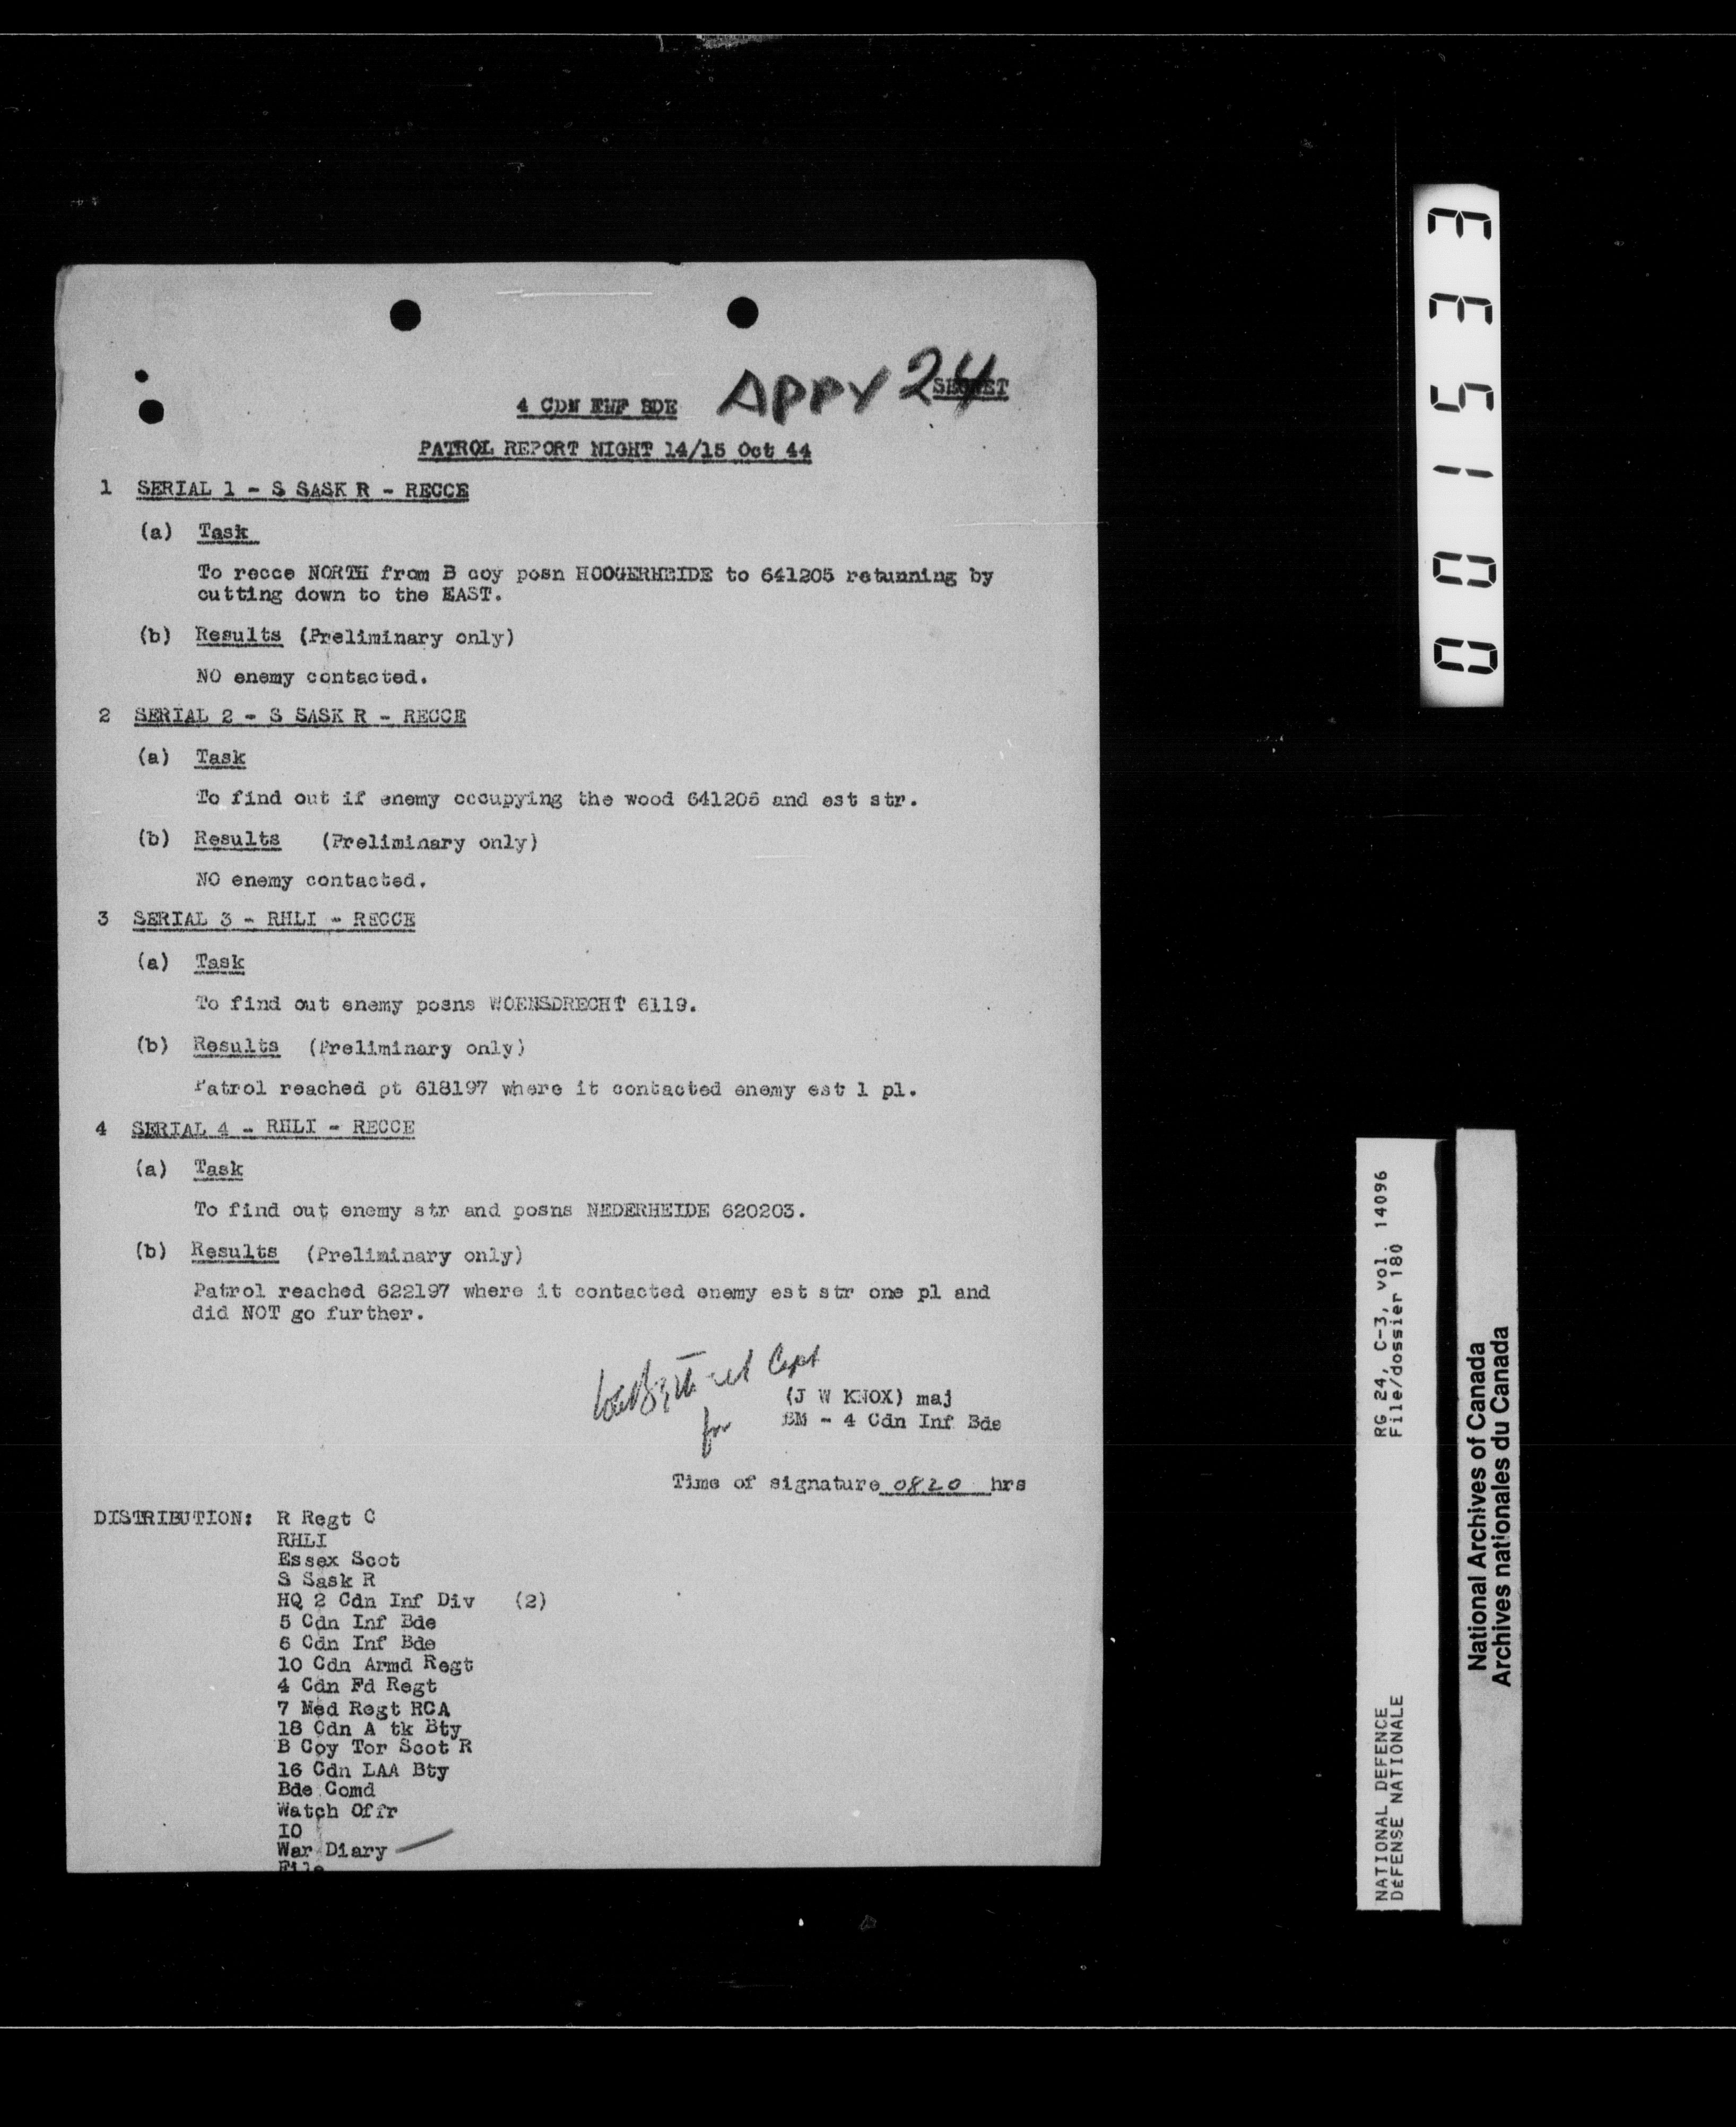 APPX 24
SECRET
4 CDN INF BDE
PATROL REPORT NIGHT 14/15 Oct 44
1 SERIAL 1 - S SASK R - RECCE
(a) Task
To recce NORTH from B coy posn HOOGERHEIDE to 641205 retunning by
cutting down to the EAST.
(b) Results (Preliminary only)
NO enemy contacted.
2 SERIAL 2 - S SASK R - RECCE
(a) Task
To find out if enemy occupying the wood 641205 and est str.
(b) Results (Preliminary only)
NO enemy contacted.
3 SERIAL 3 - RHLI - RECCE
(a) Task
To find out enemy posns WOENSDRECHT 6119.
(b) Results (Preliminary only)
Patrol reached pt 618197 where it contacted enemy est 1 pl.
4 SERIAL 4 - RHLI - RECCE
(a) Task
To find out enemy str and posns NEDERHEIDE 620203.
(b) Results (Preliminary only)
Patrol reached 622197 where it contacted enemy est str one pl and
did NOT go further.
Capt
(J W KNOX) maj
for BM - 4 Cdn Inf Bde
Time of signature 0820 hrs
DISTRIBUTION: R Regt C
RHLI
Essex Scot
S Sask R
HQ 2 Cdn Inf Div (2)
5 Cdn Inf Bde
6 Cdn Inf Bde
10 Cdn Armd Regt
4 Cdn Fd Regt
7 Med Regt RCA
18 Cdn A tk Bty
B Coy Tor Scot R
16 Cdn LAA Bty
Bde Comd
Watch Offr
IO
War Diary
File
001533
NATIONAL DEFENCE RG 24, C-3, vol. 14096
DÉFENSE NATIONALE File/dossier 180
National Archives of Canada
Archives nationales du Canada